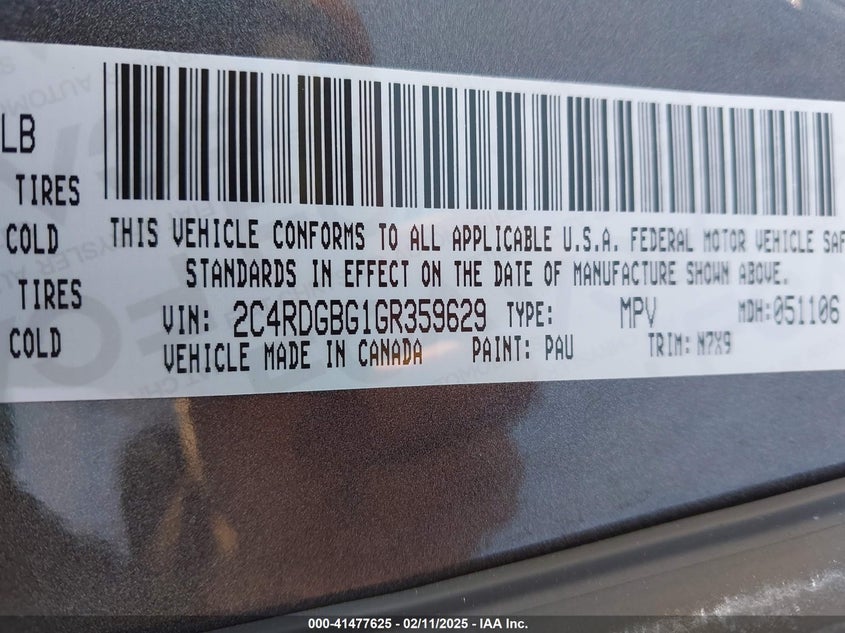 LB
TIRES
COLD
TIRES
COLD
THIS VEHICLE CONFORMS TO ALL APPLICABLE U.S.A. FEDERAL MOTOR VEHICLE SAF
STANDARDS IN EFFECT ON THE DATE OF MANUFACTURE SHOWN ABOVE.
VIN: 2C4RDGBG1GR359629 TYPE: MPV MDH:051106
VEHICLE MADE IN CANADA PAINT: PAU TRIM: N7X9
000-41477625 - 02/11/2025 - IAA Inc.